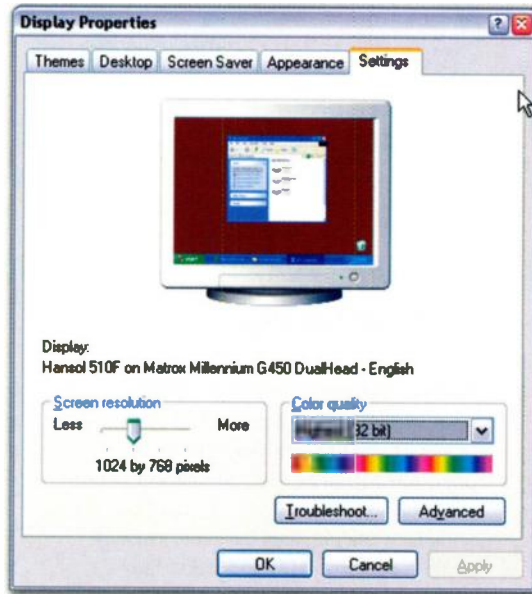 Display Properties
Themes Desktop Screen Saver Appearance Settings
Display:
Hansol 510F on Matrox Millennium G450 DualHead - English
Screen resolution
Less More
1024 by 768 pixels
Color quality
(32 bit)
Troubleshoot... Advanced
OK Cancel Apply